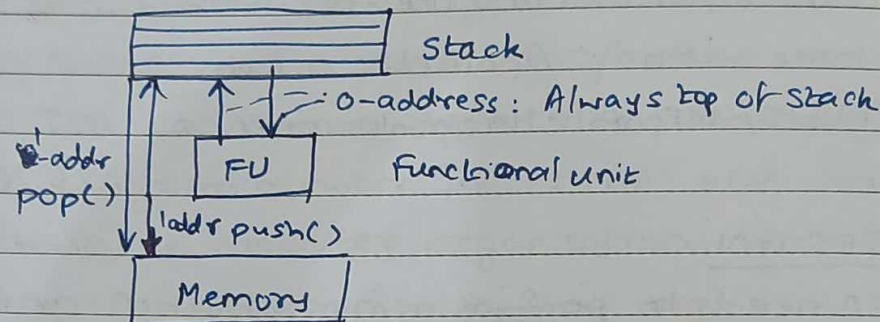 Stack
0-address: Always top of stack
1-addr
pop()
FU
Functional unit
1addr push()
Memory